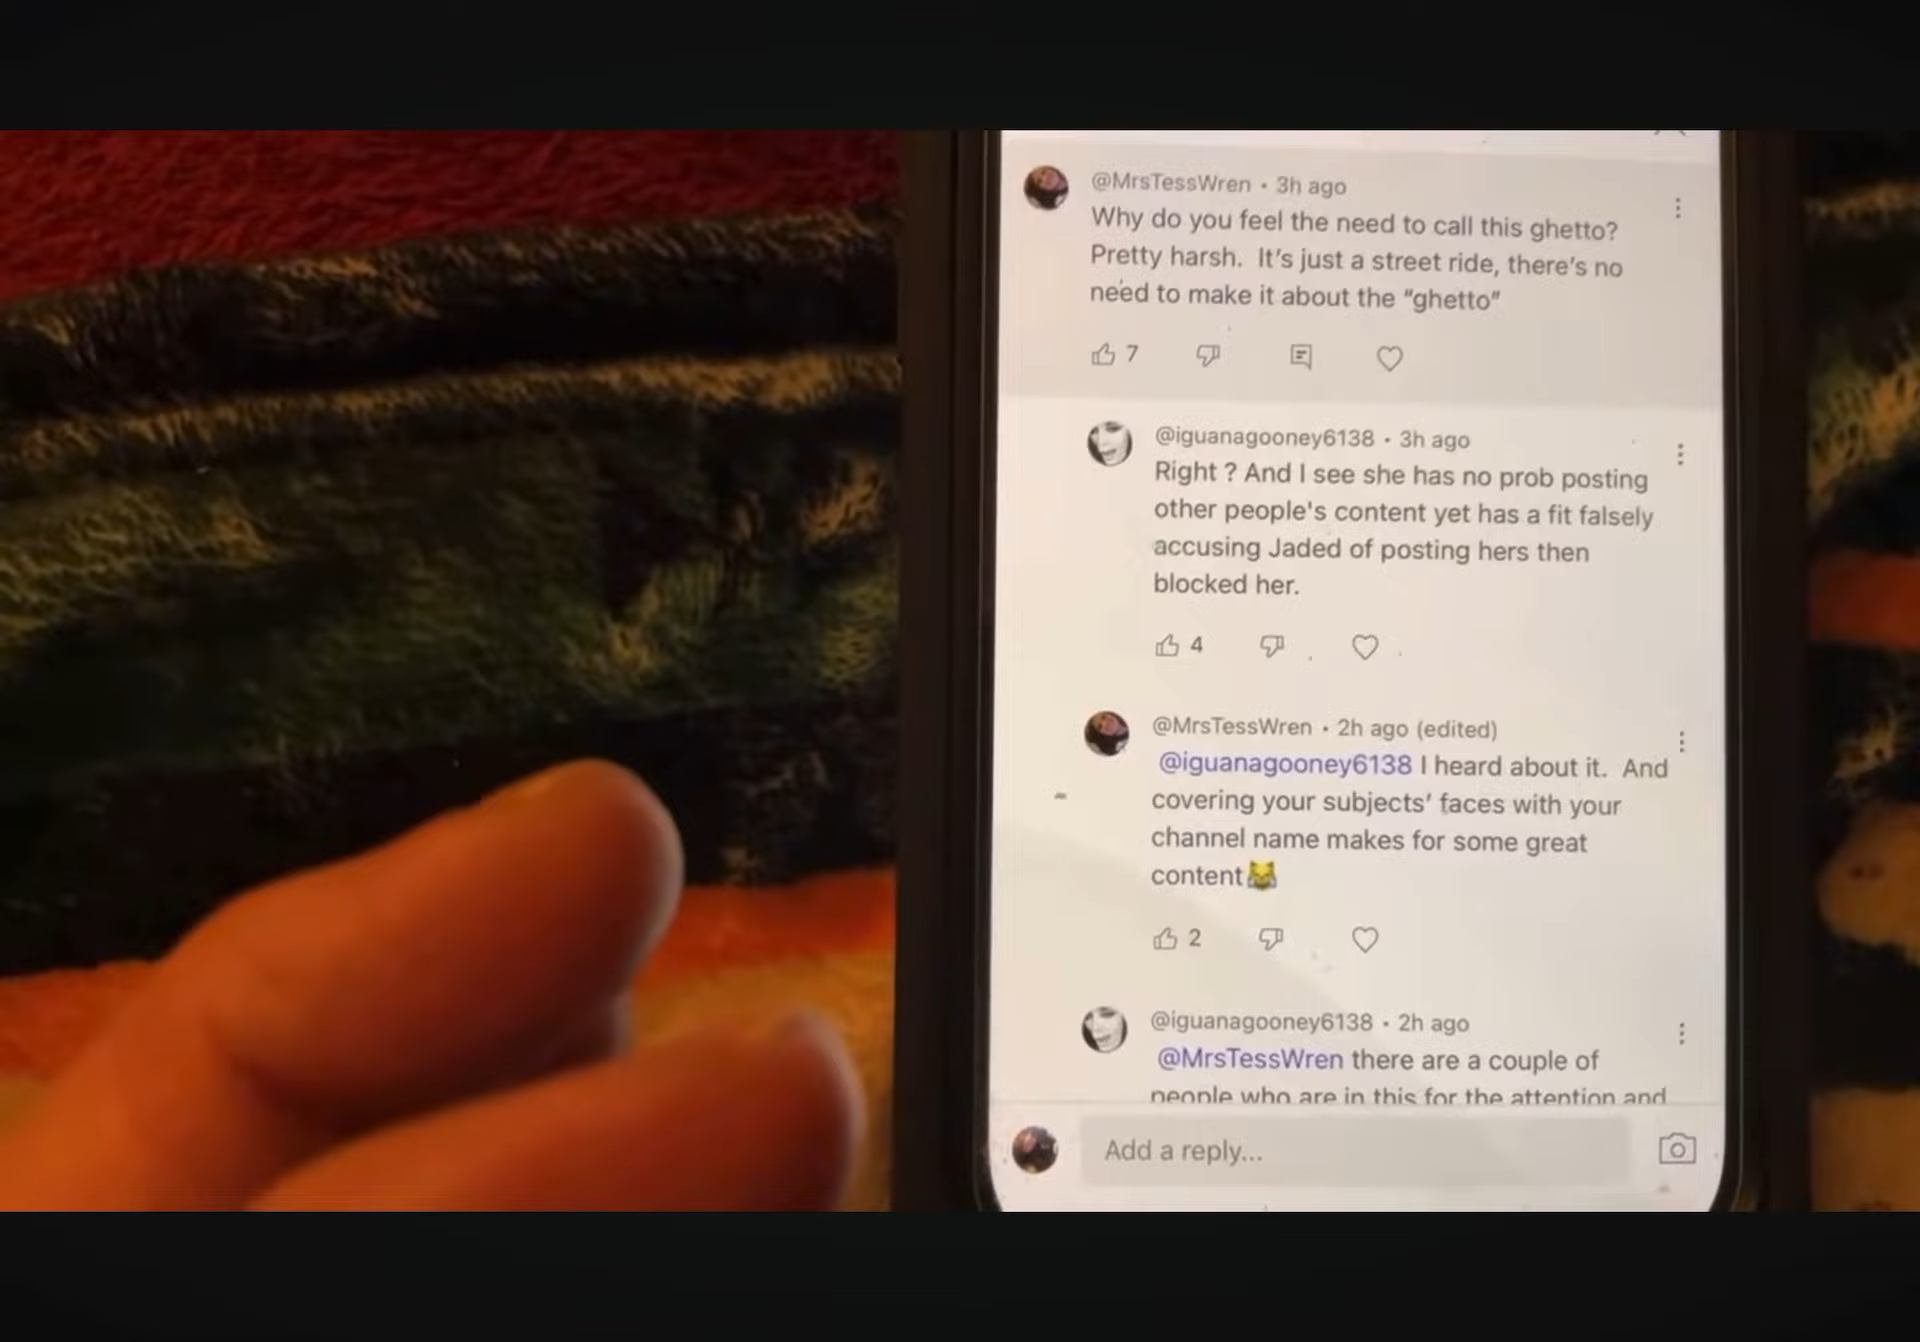 @MrsTessWren • 3h ago
Why do you feel the need to call this ghetto?
Pretty harsh.  It's just a street ride, there's no
need to make it about the "ghetto"
7
@iguanagooney6138 • 3h ago
Right ? And I see she has no prob posting
other people's content yet has a fit falsely
accusing Jaded of posting hers then
blocked her.
4
@MrsTessWren • 2h ago (edited)
@iguanagooney6138 I heard about it.  And
covering your subjects' faces with your
channel name makes for some great
content😹
2
@iguanagooney6138 • 2h ago
@MrsTessWren there are a couple of
people who are in this for the attention and
Add a reply...